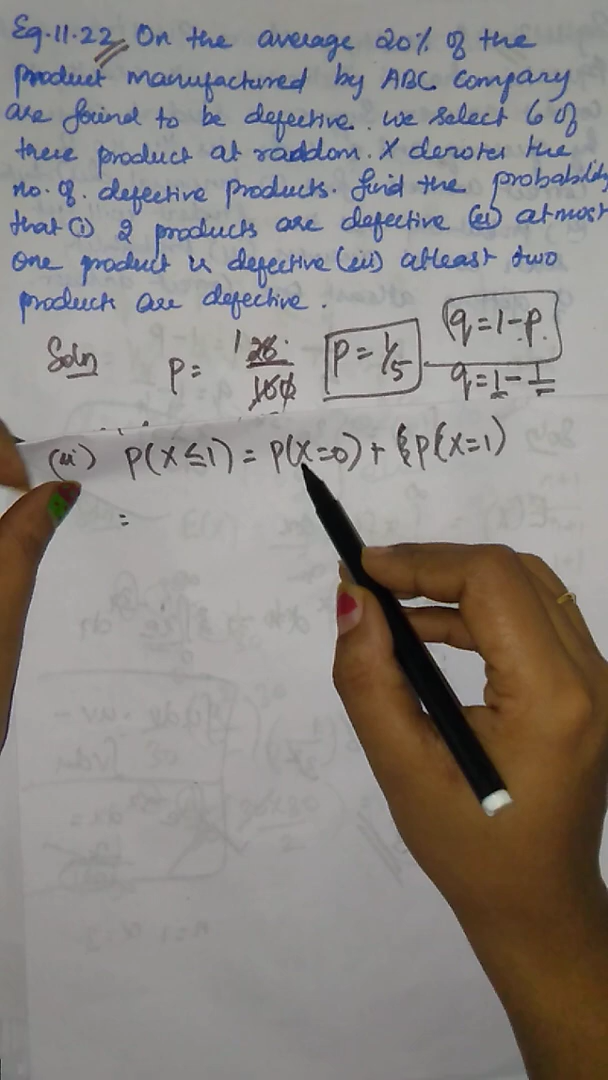 Eg.11.22 On the average 20% of the
product manufactured by ABC company
are found to be defective. we select 6 of
these product at raddom. X denotes the
no. of. defective products. find the probability
that (i) 2 products are defective (ii) atmost
one product is defective (iii) atleast two
products are defective.
Soln P = 20/100 P = 1/5 q = 1-P.
q = 1 - 1/
(ii) P(X ≤ 1) = P(X=0) + P(X=1)
=